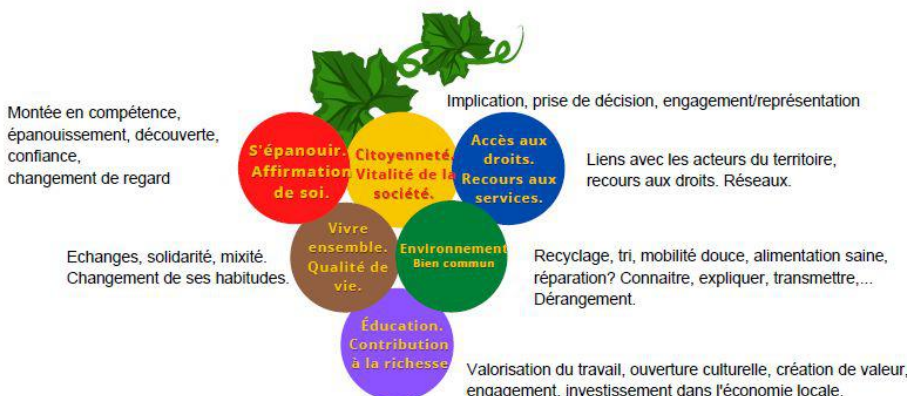 Implication, prise de décision, engagement/représentation
Montée en compétence,
épanouissement, découverte,
confiance,
changement de regard
S'épanouir.
Affirmation
de soi.
Citoyenneté.
Vitalité de la
société.
Accès aux
droits.
Recours aux
services.
Liens avec les acteurs du territoire,
recours aux droits. Réseaux.
Echanges, solidarité, mixité.
Changement de ses habitudes.
Vivre
ensemble.
Qualité de
vie.
Environnement
Bien commun
Recyclage, tri, mobilité douce, alimentation saine,
réparation? Connaitre, expliquer, transmettre,...
Dérangement.
Éducation.
Contribution
à la richesse
Valorisation du travail, ouverture culturelle, création de valeur,
engagement, investissement dans l'économie locale.